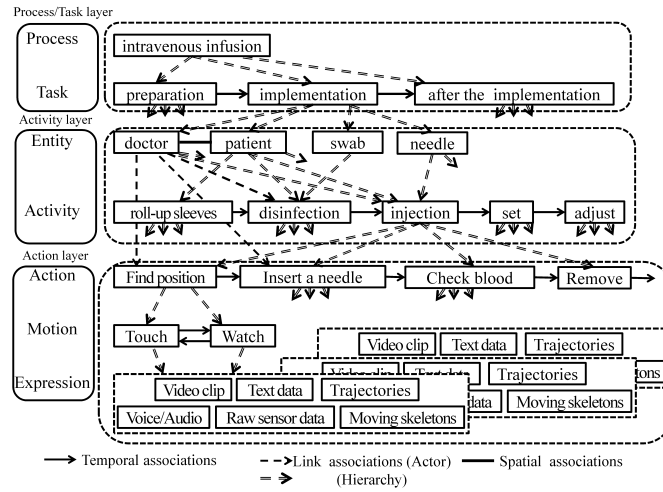 Process/Task layer
Process
intravenous infusion
Task
preparation
implementation
after the implementation
Activity layer
Entity
doctor
patient
swab
needle
Activity
roll-up sleeves
disinfection
injection
set
adjust
Action layer
Action
Find position
Insert a needle
Check blood
Remove
Motion
Touch
Watch
Expression
Video clip
Text data
Trajectories
Trajectories
Moving skeletons
Video clip
Text data
Trajectories
Voice/Audio
Raw sensor data
Moving skeletons
Temporal associations
Link associations (Actor)
Spatial associations
(Hierarchy)